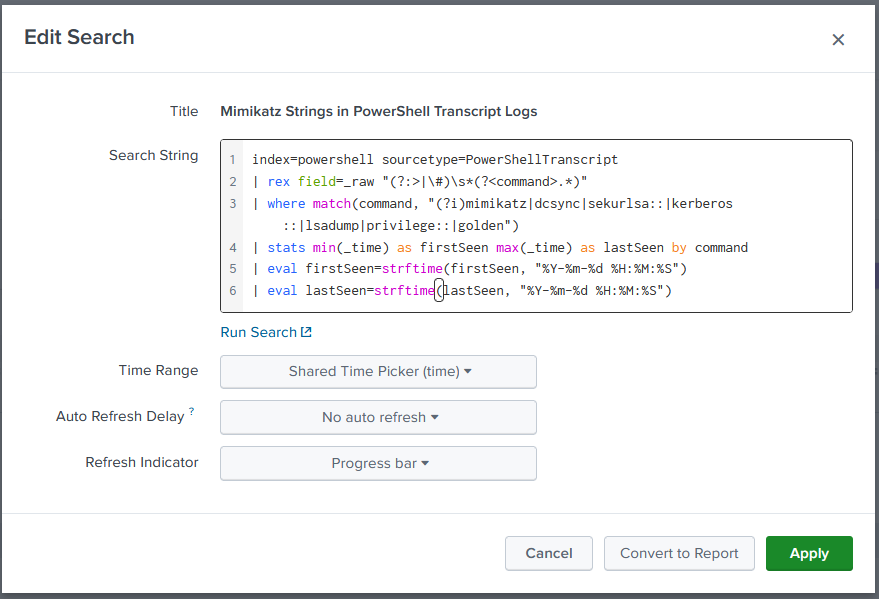 Edit Search
Title Mimikatz Strings in PowerShell Transcript Logs
Search String
1 index=powershell sourcetype=PowerShellTranscript
2 | rex field=_raw "(?:>|\#)\s*(?<command>.*)"
3 | where match(command, "(?i)mimikatz|dcsync|sekurlsa::|kerberos
::|lsadump|privilege::|golden")
4 | stats min(_time) as firstSeen max(_time) as lastSeen by command
5 | eval firstSeen=strftime(firstSeen, "%Y-%m-%d %H:%M:%S")
6 | eval lastSeen=strftime(lastSeen, "%Y-%m-%d %H:%M:%S")
Run Search
Time Range Shared Time Picker (time)
Auto Refresh Delay ? No auto refresh
Refresh Indicator Progress bar
Cancel Convert to Report Apply